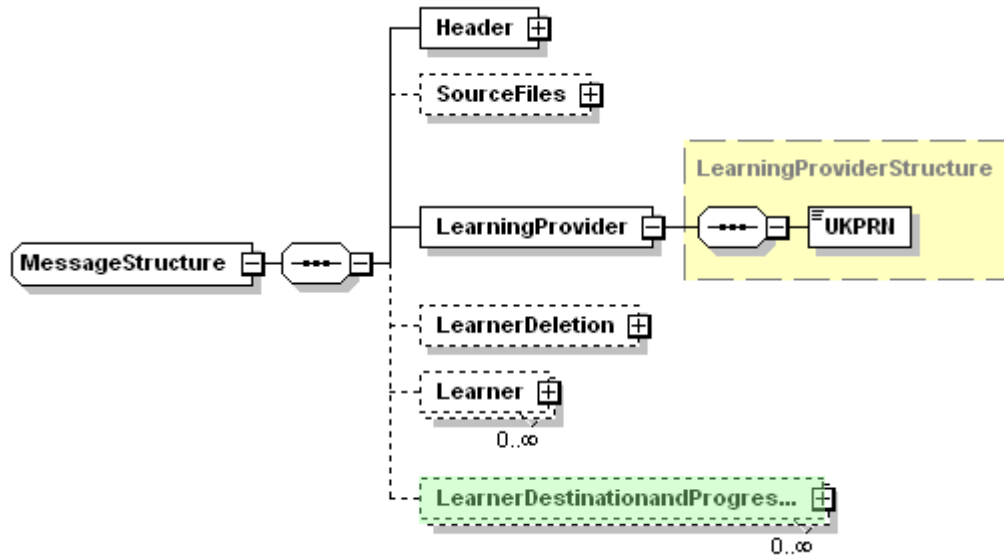 Header
SourceFiles
LearningProviderStructure
LearningProvider
UKPRN
MessageStructure
LearnerDeletion
Learner
0..∞
LearnerDestinationandProgres...
0..∞